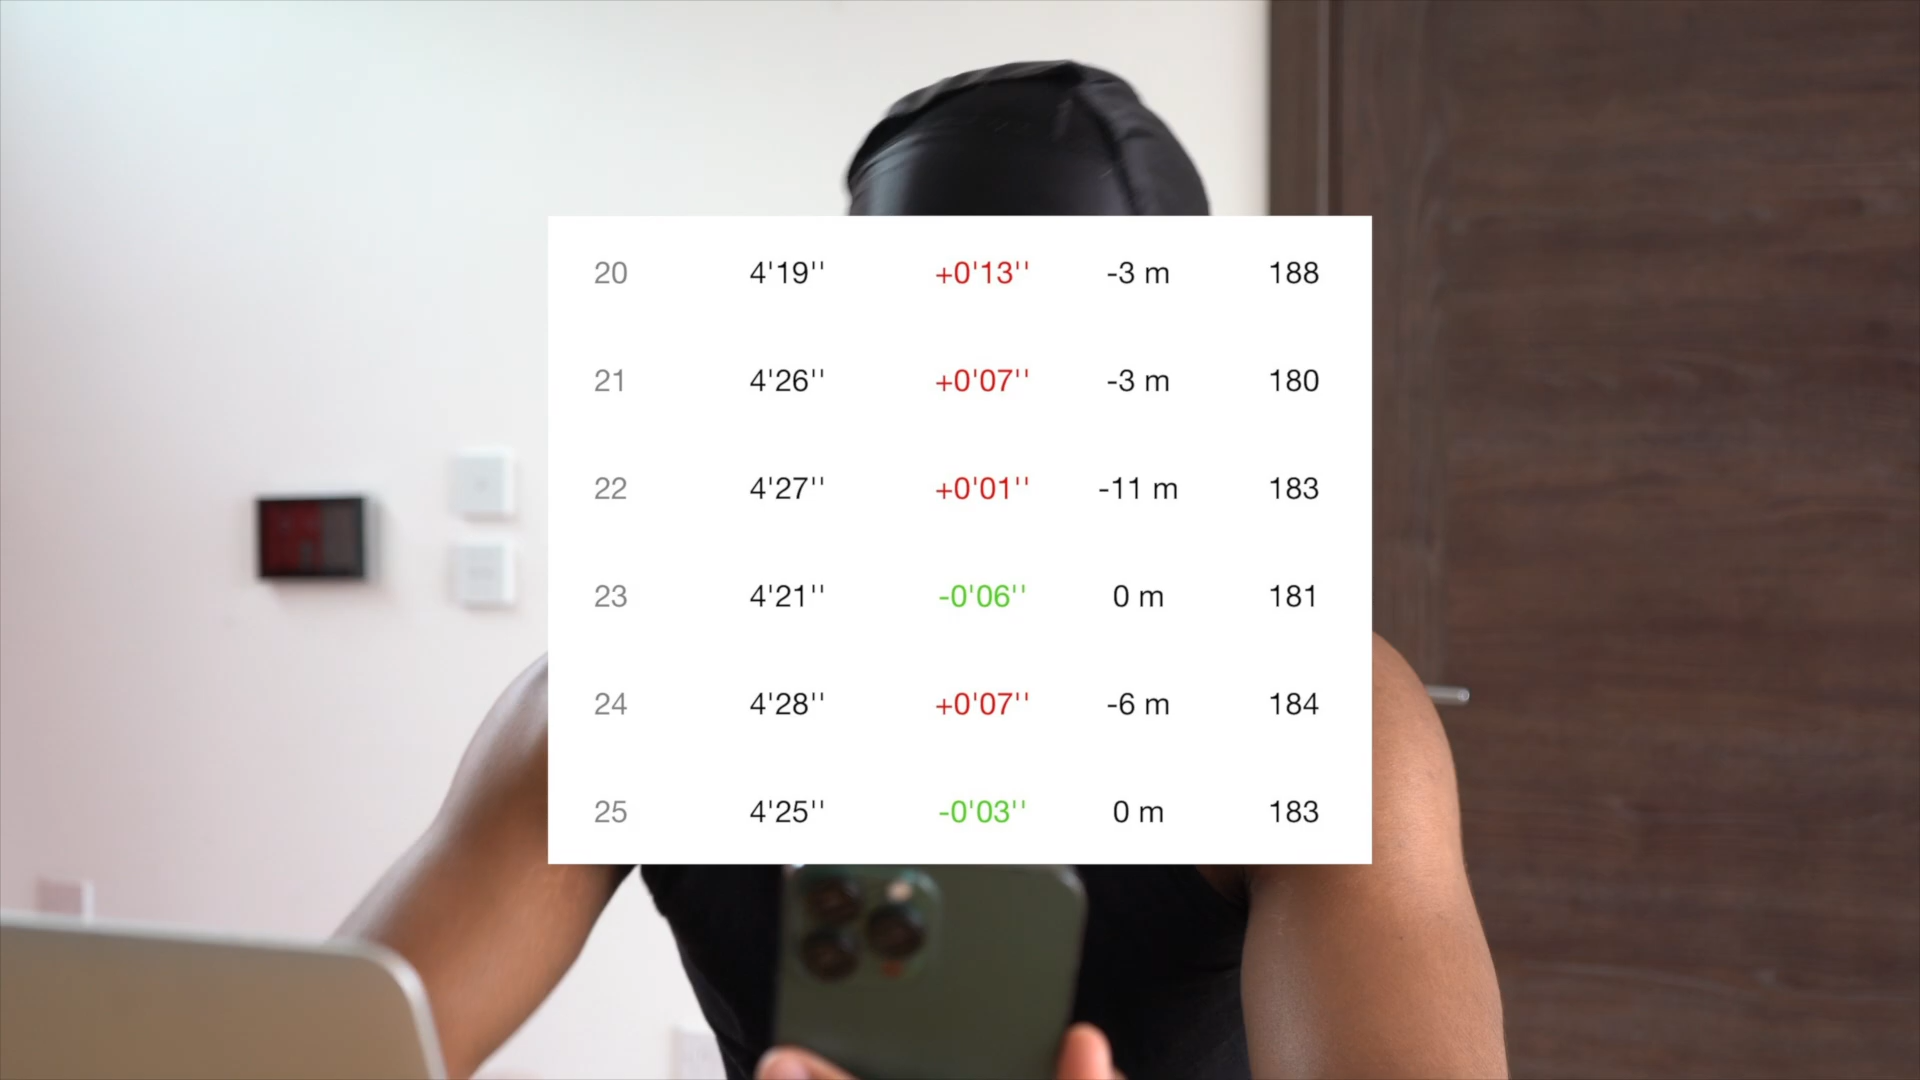 20 4'19'' +0'13'' -3 m 188
21 4'26'' +0'07'' -3 m 180
22 4'27'' +0'01'' -11 m 183
23 4'21'' -0'06'' 0 m 181
24 4'28'' +0'07'' -6 m 184
25 4'25'' -0'03'' 0 m 183